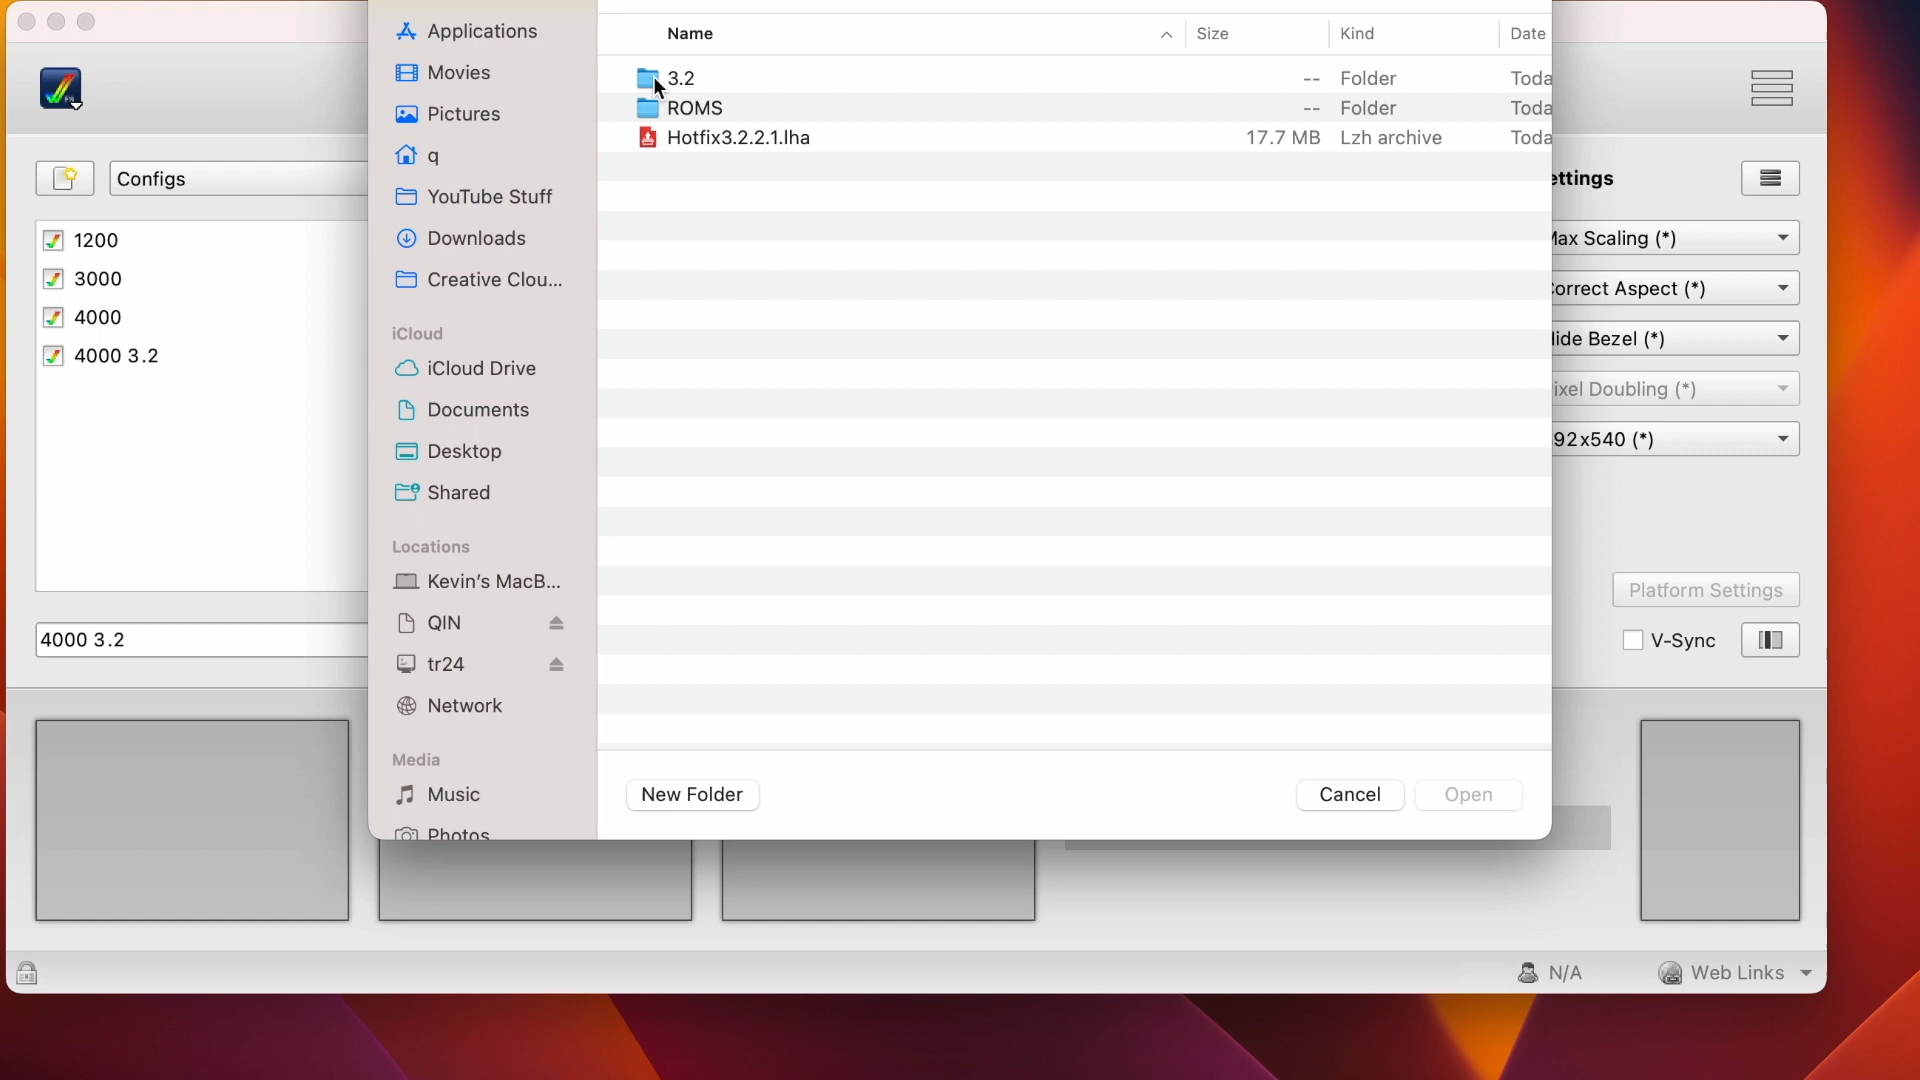 Configs
1200
3000
4000
4000 3.2
4000 3.2
Applications
Movies
Pictures
q
YouTube Stuff
Downloads
Creative Clou...
iCloud
iCloud Drive
Documents
Desktop
Shared
Locations
Kevin's MacB...
QIN
tr24
Network
Media
Music
Photos
Name Size Kind Date
3.2 -- Folder Toda
ROMS -- Folder Toda
Hotfix3.2.2.1.lha 17.7 MB Lzh archive Toda
New Folder Cancel Open
ettings
Max Scaling (*)
orrect Aspect (*)
Hide Bezel (*)
ixel Doubling (*)
92x540 (*)
Platform Settings
V-Sync
N/A Web Links